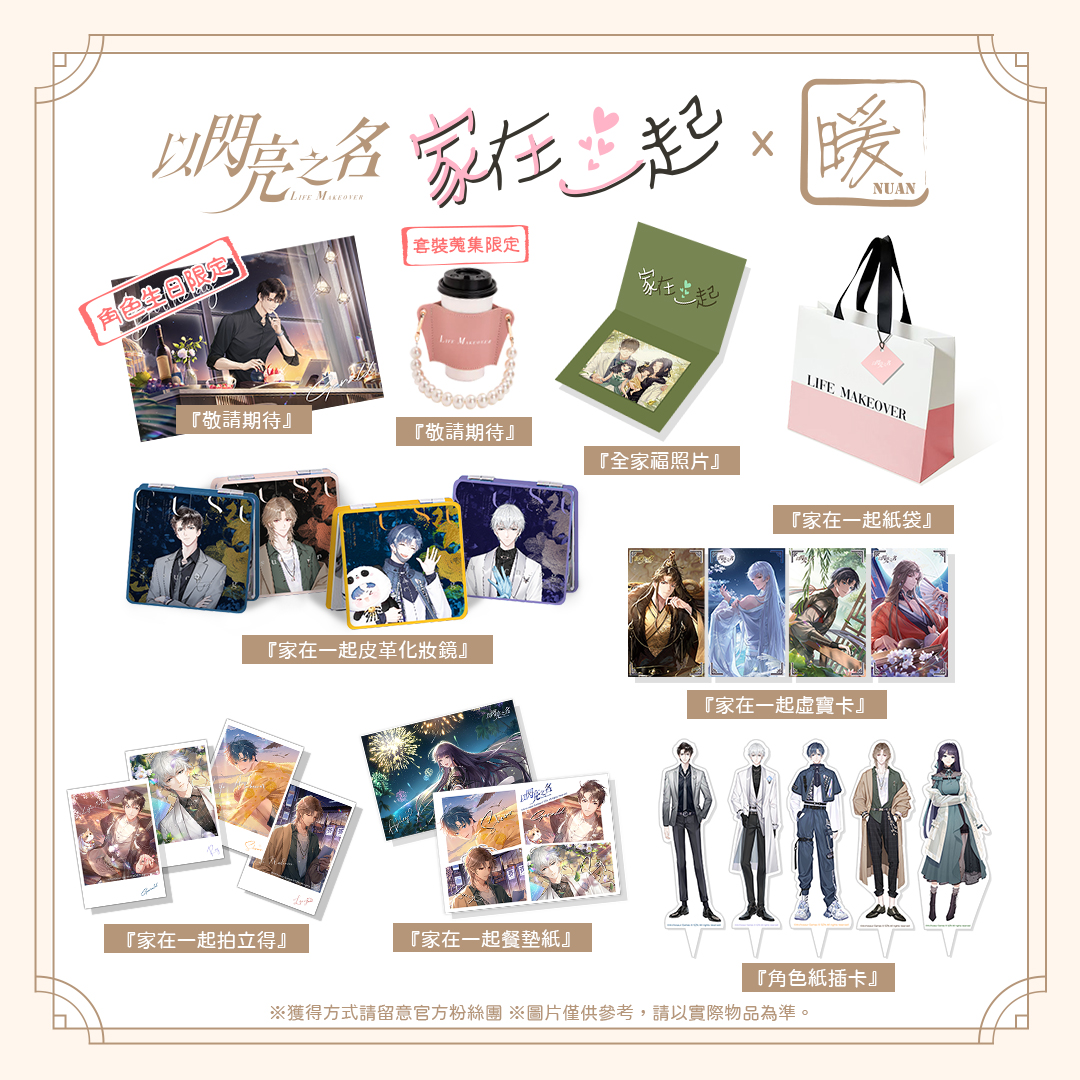 以閃亮之名
LIFE MAKEOVER
家在一起
x
暖
NUAN
角色生日限定
『敬請期待』
套裝蒐集限定
LIFE MAKEOVER
『敬請期待』
家在一起
『全家福照片』
LIFE MAKEOVER
『家在一起紙袋』
『家在一起皮革化妝鏡』
『家在一起虛寶卡』
『家在一起拍立得』
以閃亮之名
『家在一起餐墊紙』
『角色紙插卡』
※獲得方式請留意官方粉絲團 ※圖片僅供參考，請以實際物品為準。